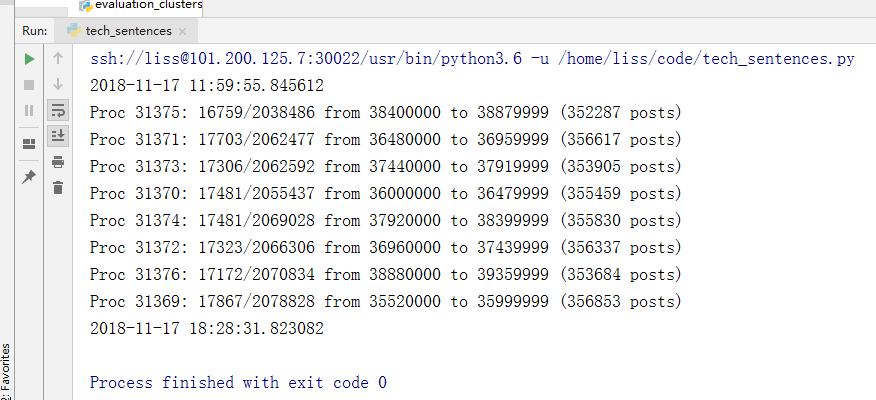 evaluation_clusters
Run:
tech_sentences
ssh://liss@101.200.125.7:30022/usr/bin/python3.6 -u /home/liss/code/tech_sentences.py
2018-11-17 11:59:55.845612
Proc 31375: 16759/2038486 from 38400000 to 38879999 (352287 posts)
Proc 31371: 17703/2062477 from 36480000 to 36959999 (356617 posts)
Proc 31373: 17306/2062592 from 37440000 to 37919999 (353905 posts)
Proc 31370: 17481/2055437 from 36000000 to 36479999 (355459 posts)
Proc 31374: 17481/2069028 from 37920000 to 38399999 (355830 posts)
Proc 31372: 17323/2066306 from 36960000 to 37439999 (356337 posts)
Proc 31376: 17172/2070834 from 38880000 to 39359999 (353684 posts)
Proc 31369: 17867/2078828 from 35520000 to 35999999 (356853 posts)
2018-11-17 18:28:31.823082
Process finished with exit code 0
2: Favorites